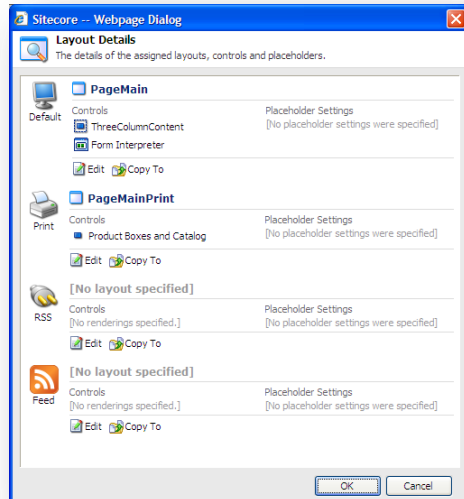 Sitecore -- Webpage Dialog
Layout Details
The details of the assigned layouts, controls and placeholders.
Default
PageMain
Controls
Placeholder Settings
ThreeColumnContent
[No placeholder settings were specified]
Form Interpreter
Edit Copy To
Print
PageMainPrint
Controls
Placeholder Settings
Product Boxes and Catalog
[No placeholder settings were specified]
Edit Copy To
RSS
[No layout specified]
Controls
Placeholder Settings
[No renderings specified.]
[No placeholder settings were specified]
Edit Copy To
Feed
[No layout specified]
Controls
Placeholder Settings
[No renderings specified.]
[No placeholder settings were specified]
Edit Copy To
OK
Cancel